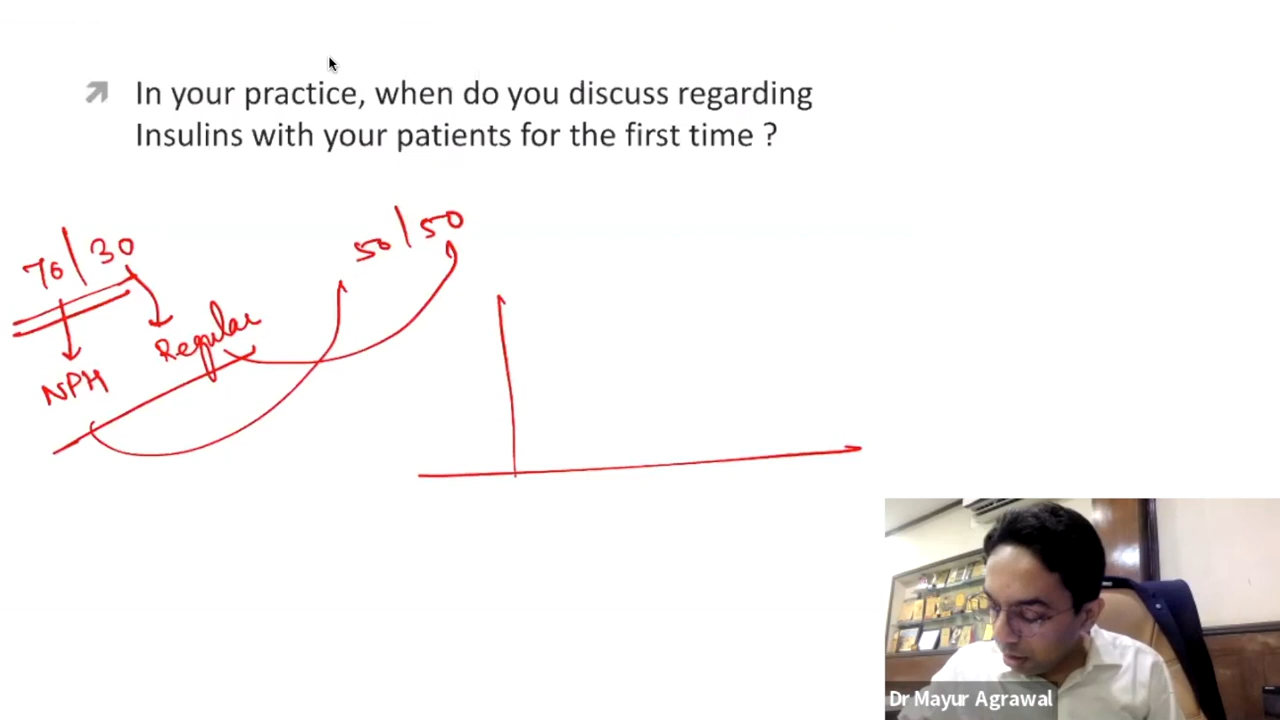 In your practice, when do you discuss regarding
Insulins with your patients for the first time ?
70/30
50/50
Regular
NPH
Dr Mayur Agrawal